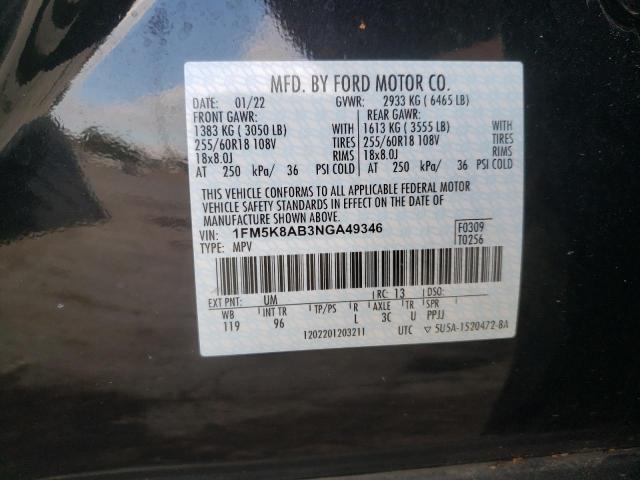 MFD. BY FORD MOTOR CO.
DATE: 01/22 GVWR: 2933 KG ( 6465 LB)
FRONT GAWR: REAR GAWR:
1383 KG ( 3050 LB) WITH 1613 KG ( 3555 LB) WITH
255/60R18 108V TIRES 255/60R18 108V TIRES
18x8.0J RIMS 18x8.0J RIMS
AT 250 kPa/ 36 PSI COLD AT 250 kPa/ 36 PSI COLD
THIS VEHICLE CONFORMS TO ALL APPLICABLE FEDERAL MOTOR
VEHICLE SAFETY STANDARDS IN EFFECT ON THE DATE OF
MANUFACTURE SHOWN ABOVE.
VIN: 1FM5K8AB3NGA49346 F0309
TYPE: MPV T0256
EXT PNT: UM RC: 13 DSO:
WB INT TR TP/PS R AXLE TR SPR
119 96 L 3C U PPJJ
1202201203211 UTC ▽ 5U5A-1520472-BA